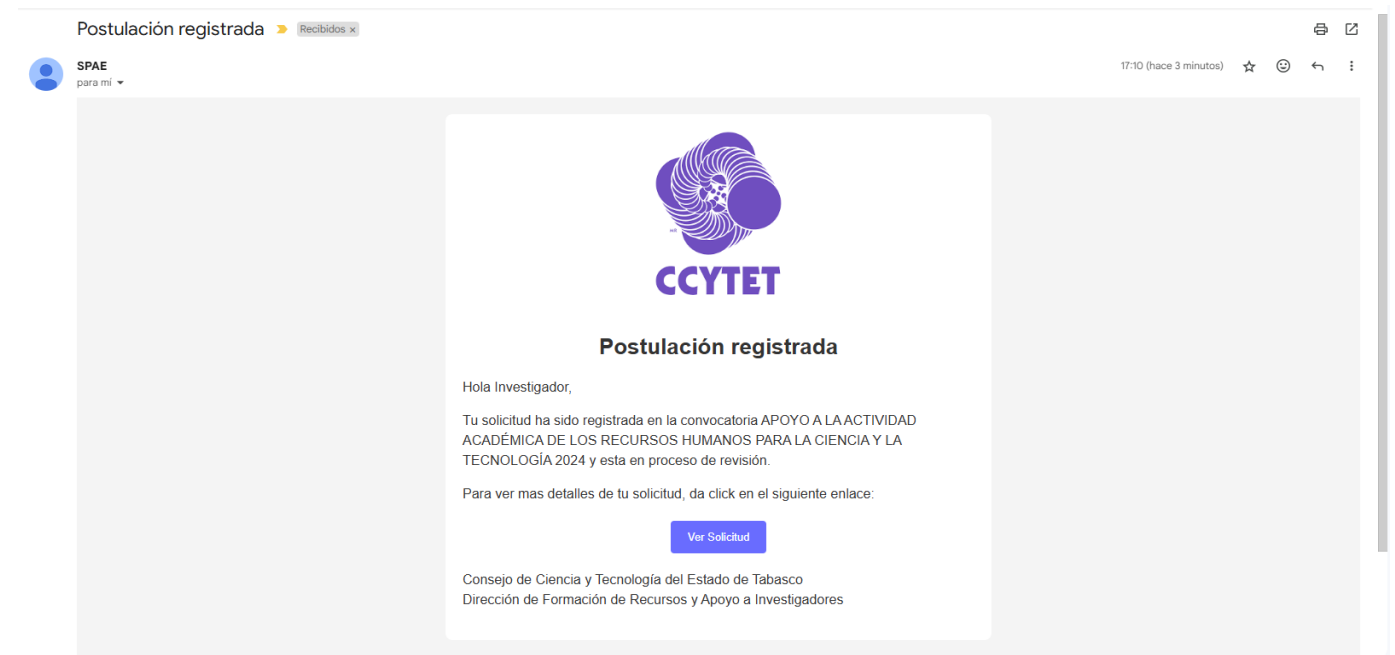 Postulación registrada
Recibidos x
SPAE
17:10 (hace 3 minutos)
para mí
CCYTET
Postulación registrada
Hola Investigador,
Tu solicitud ha sido registrada en la convocatoria APOYO A LA ACTIVIDAD
ACADÉMICA DE LOS RECURSOS HUMANOS PARA LA CIENCIA Y LA
TECNOLOGÍA 2024 y esta en proceso de revisión.
Para ver mas detalles de tu solicitud, da click en el siguiente enlace:
Ver Solicitud
Consejo de Ciencia y Tecnología del Estado de Tabasco
Dirección de Formación de Recursos y Apoyo a Investigadores